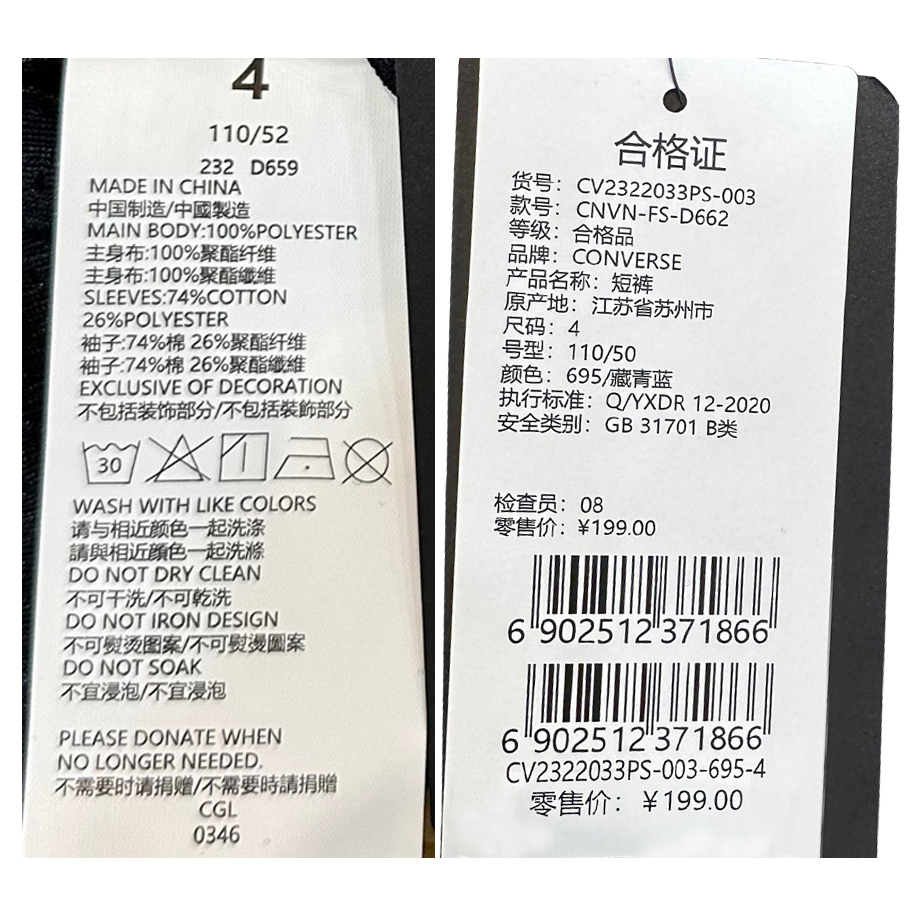 4
110/52
232 D659
MADE IN CHINA
中国制造/中國製造
MAIN BODY:100%POLYESTER
主身布:100%聚酯纤维
主身布:100%聚酯纖維
SLEEVES:74%COTTON
26%POLYESTER
袖子:74%棉 26%聚酯纤维
袖子:74%棉 26%聚酯纖維
EXCLUSIVE OF DECORATION
不包括装饰部分/不包括裝飾部分
30
WASH WITH LIKE COLORS
请与相近颜色一起洗涤
請與相近顏色一起洗滌
DO NOT DRY CLEAN
不可干洗/不可乾洗
DO NOT IRON DESIGN
不可熨烫图案/不可熨燙圖案
DO NOT SOAK
不宜浸泡/不宜浸泡
PLEASE DONATE WHEN
NO LONGER NEEDED.
不需要时请捐赠/不需要時請捐贈
CGL
0346
合格证
货号: CV2322033PS-003
款号: CNVN-FS-D662
等级: 合格品
品牌: CONVERSE
产品名称: 短裤
原产地: 江苏省苏州市
尺码: 4
号型: 110/50
颜色: 695/藏青蓝
执行标准: Q/YXDR 12-2020
安全类别: GB 31701 B类
检查员: 08
零售价: ¥199.00
6 902512 371866
6 902512 371866
CV2322033PS-003-695-4
零售价: ¥199.00